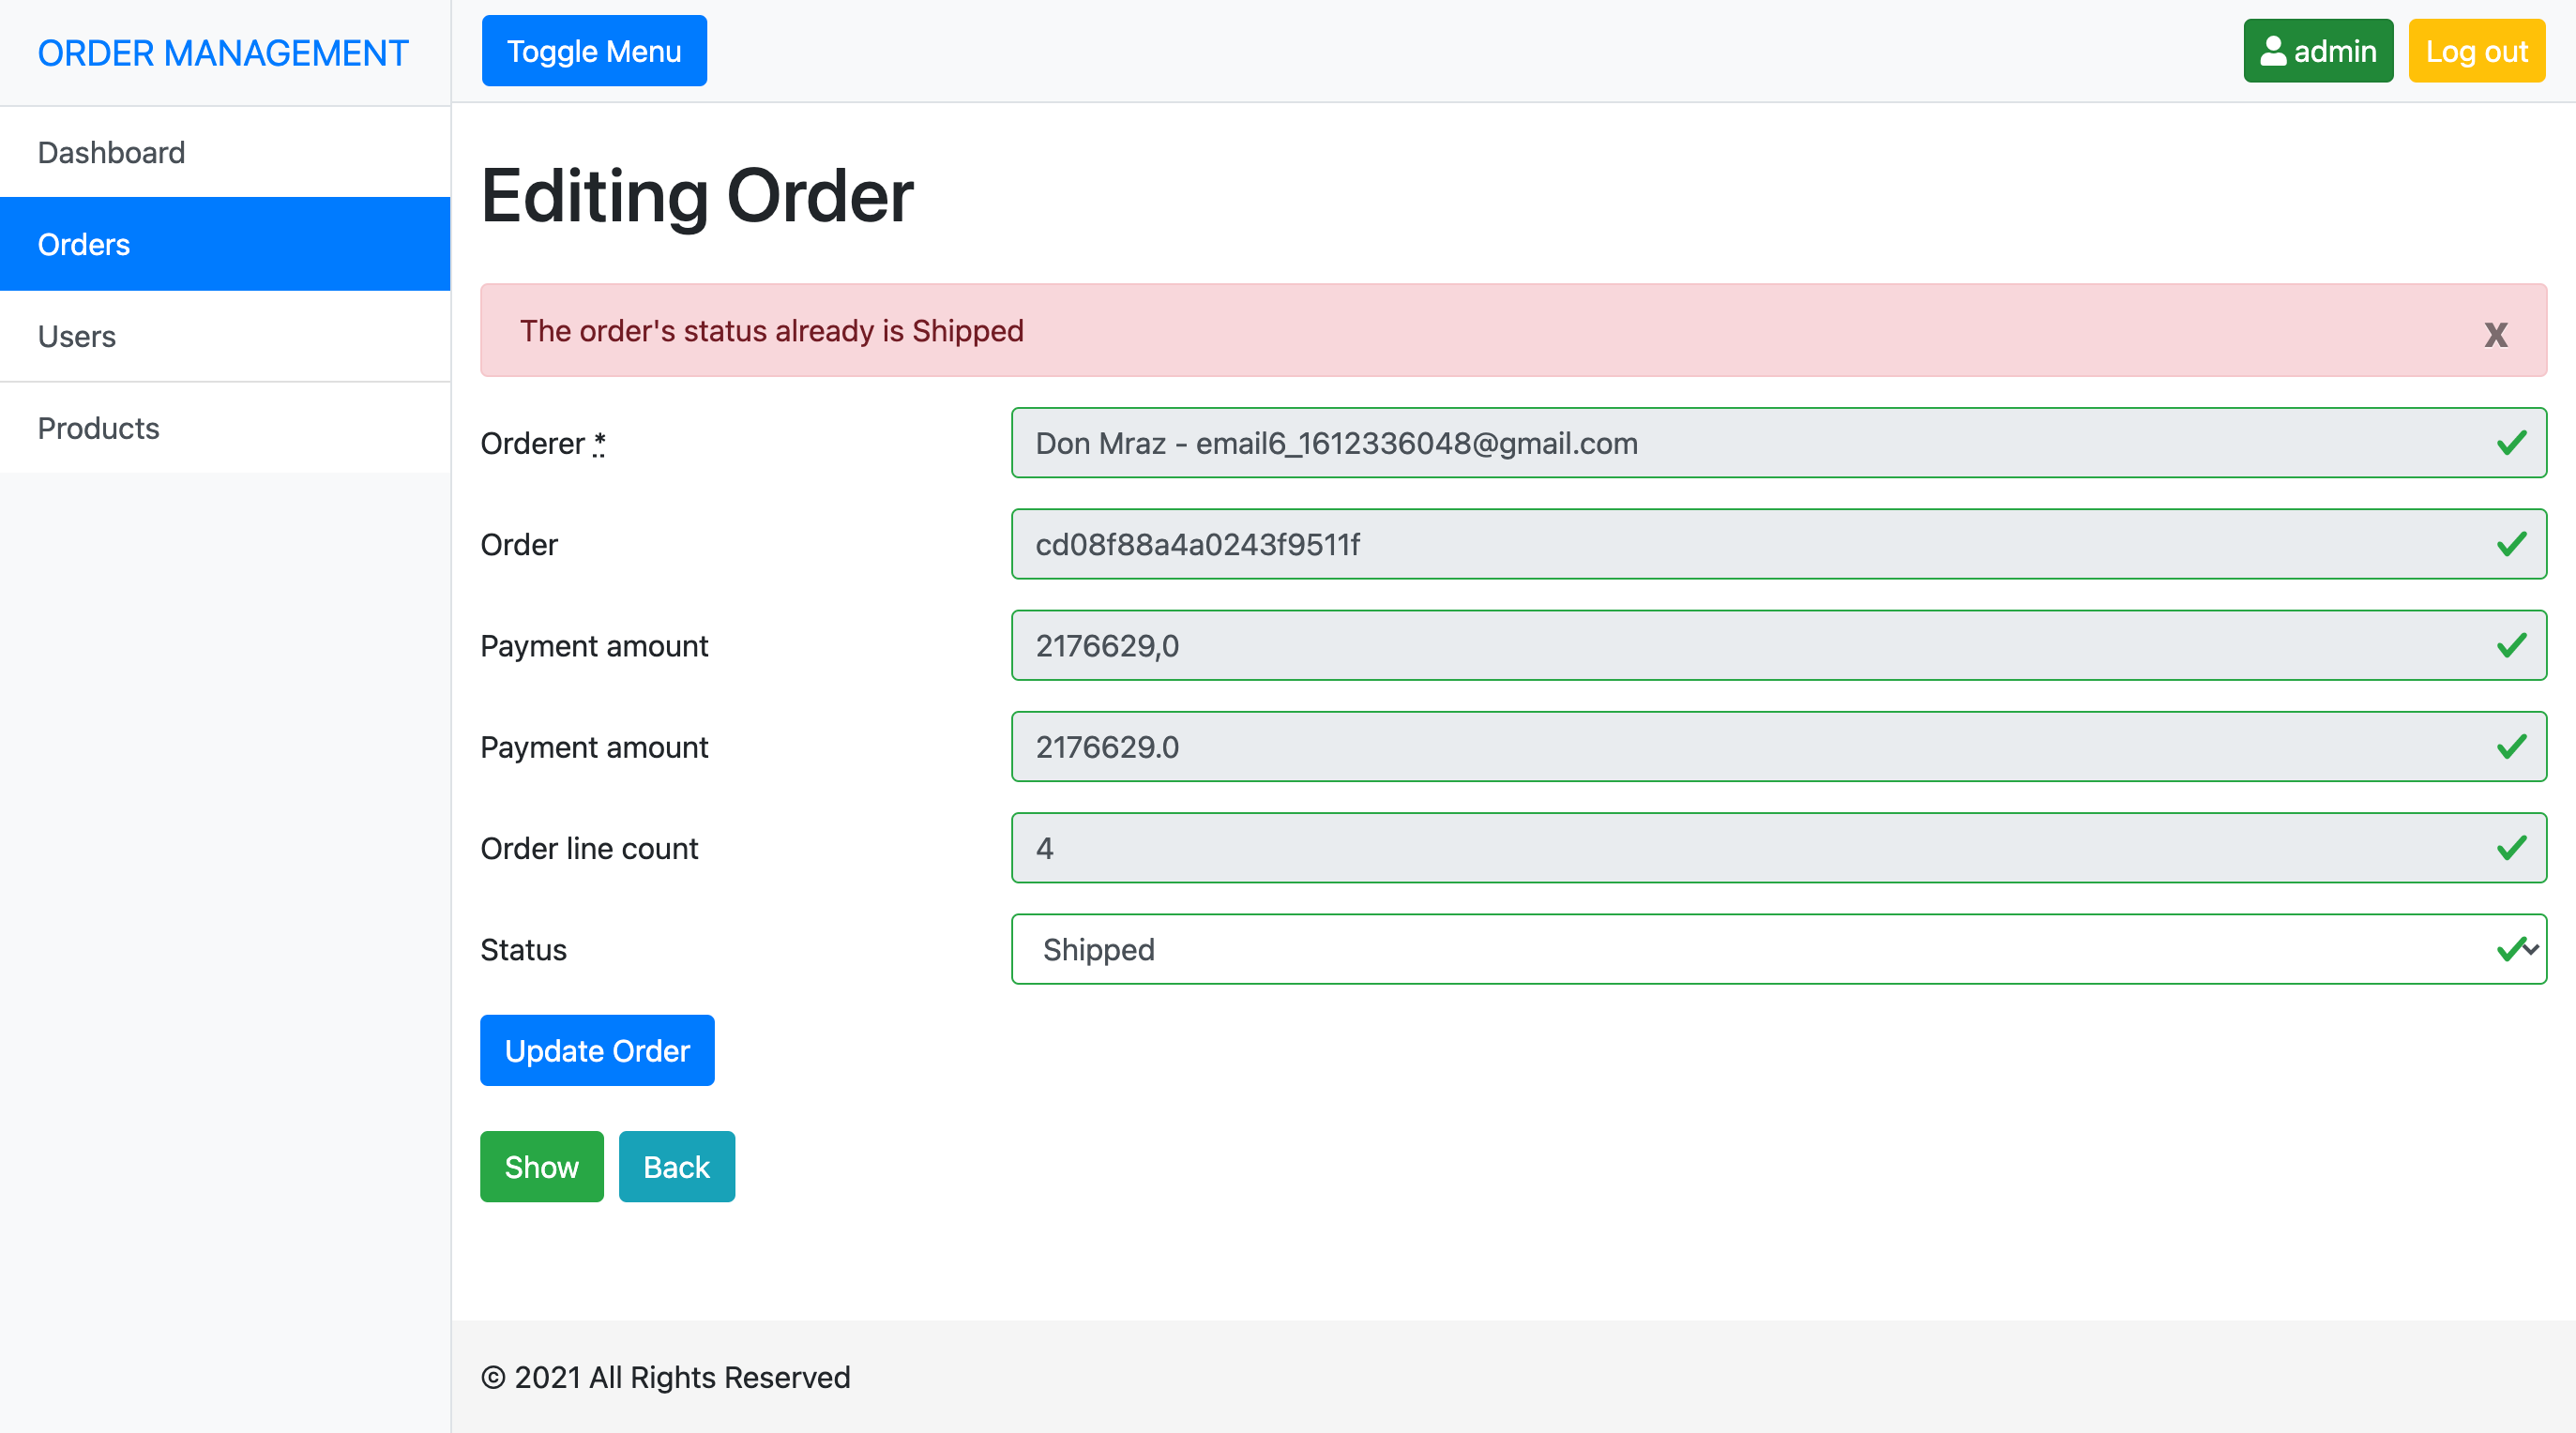 ORDER MANAGEMENT
Toggle Menu
admin
Log out
Dashboard
Orders
Users
Products
Editing Order
The order's status already is Shipped
x
Orderer *
Don Mraz - email6_1612336048@gmail.com
Order
cd08f88a4a0243f9511f
Payment amount
2176629,0
Payment amount
2176629.0
Order line count
4
Status
Shipped
Update Order
Show
Back
© 2021 All Rights Reserved